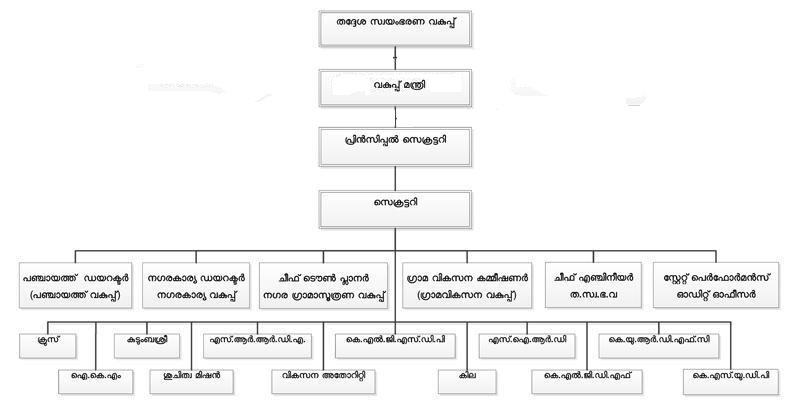 തദ്ദേശ സ്വയംഭരണ വകുപ്പ്
വകുപ്പ് മന്ത്രി
പ്രിൻസിപ്പൽ സെക്രട്ടറി
സെക്രട്ടറി
പഞ്ചായത്ത് ഡയറക്ടർ
(പഞ്ചായത്ത് വകുപ്പ്)
നഗരകാര്യ ഡയറക്ടർ
നഗരകാര്യ വകുപ്പ്
ചീഫ് ടൌൺ പ്ലാനർ
നഗര ഗ്രാമാസൂത്രണ വകുപ്പ്
ഗ്രാമ വികസന കമ്മീഷണർ
(ഗ്രാമവികസന വകുപ്പ്)
ചീഫ് എഞ്ചിനീയർ
ത.സ്വ.ഭ.വ
സ്റ്റേറ്റ് പെർഫോർമൻസ്
ഓഡിറ്റ് ഓഫീസർ
ക്രൂസ്
കുടുംബശ്രീ
എസ്.ആർ.ആർ.ഡി.എ.
കെ.എൽ.ജി.എസ്.ഡി.പി
എസ്.ഐ.ആർ.ഡി
കെ.യു.ആർ.ഡി.എഫ്.സി
ഐ.കെ.എം
ശുചിത്വ മിഷൻ
വികസന അതോറിറ്റി
കില
കെ.എൽ.ജി.ഡി.എഫ്
കെ.എസ്.യു.ഡി.പി